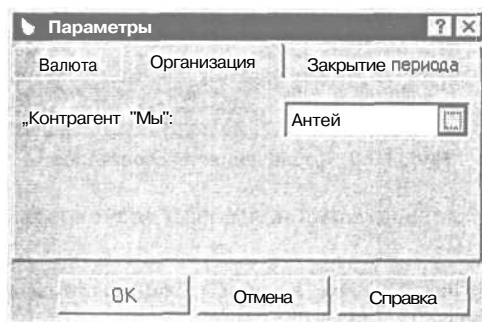 Параметры
Валюта Организация Закрытие периода
„Контрагент "Мы": Антей
OK Отмена Справка